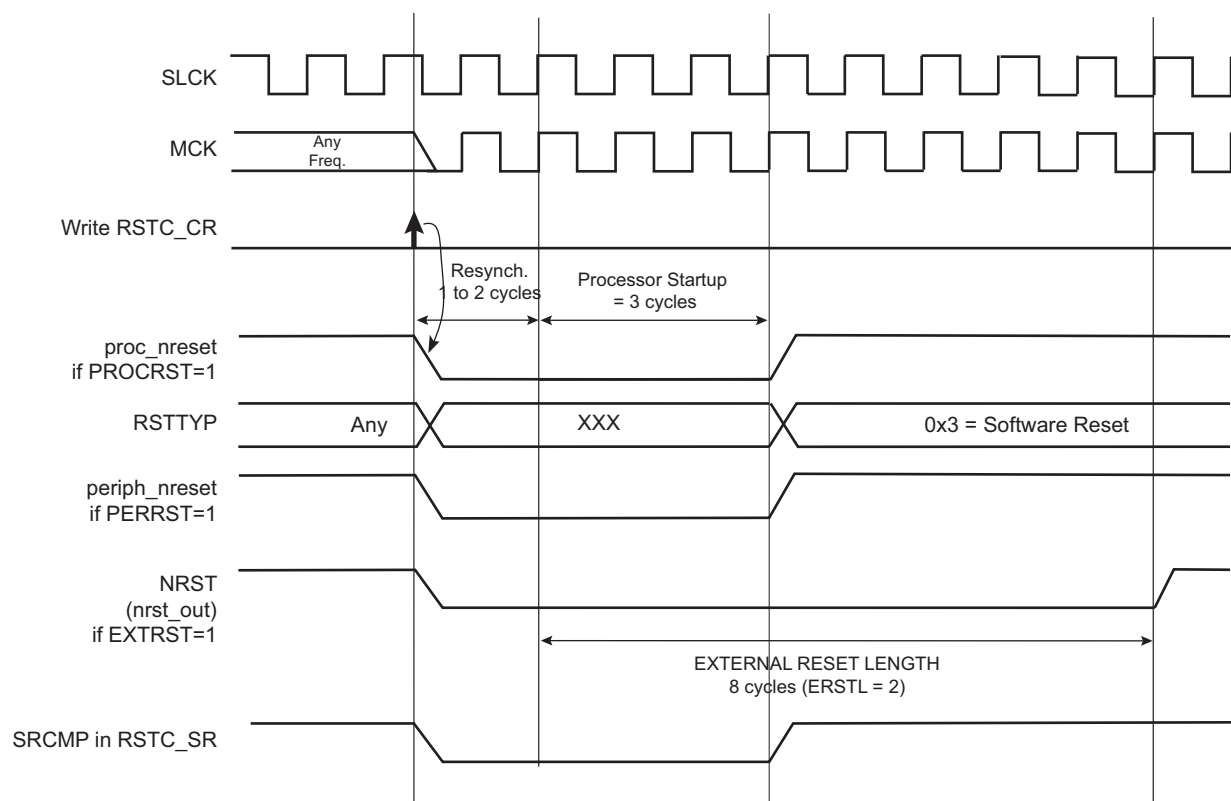 SLCK
MCK
Any
Freq.
Write RSTC_CR
Resynch.
1 to 2 cycles
Processor Startup
= 3 cycles
proc_nreset
if PROCRST=1
RSTTYP
Any
XXX
0x3 = Software Reset
periph_nreset
if PERRST=1
NRST
(nrst_out)
if EXTRST=1
EXTERNAL RESET LENGTH
8 cycles (ERSTL = 2)
SRCMP in RSTC_SR